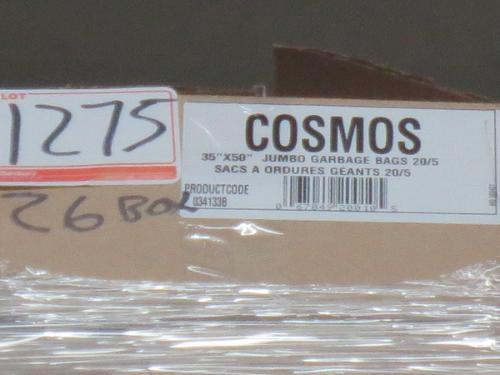 LOT
1275
COSMOS
35"X50" JUMBO GARBAGE BAGS 20/5
SACS A ORDURES GEANTS 20/5
PRODUCTCODE
0341338
26 BOX